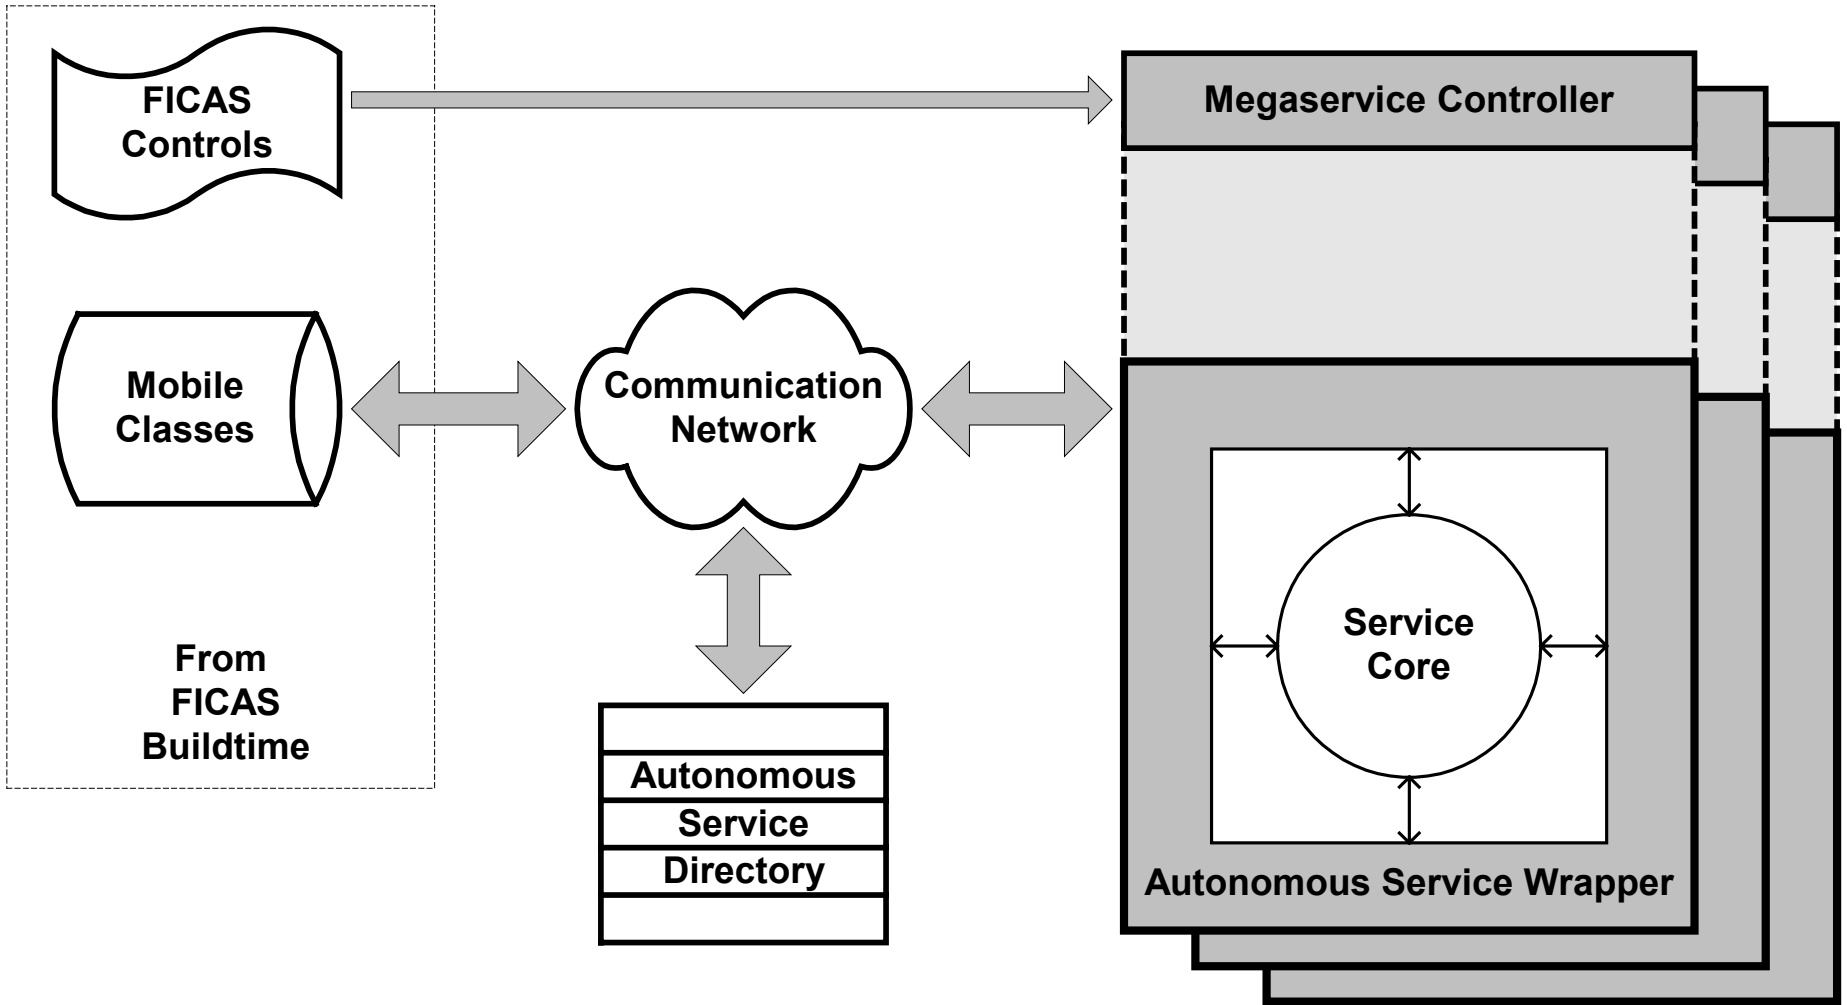 FICAS
Controls
Megaservice Controller
Mobile
Classes
Communication
Network
From
FICAS
Buildtime
Autonomous
Service
Directory
Service
Core
Autonomous Service Wrapper